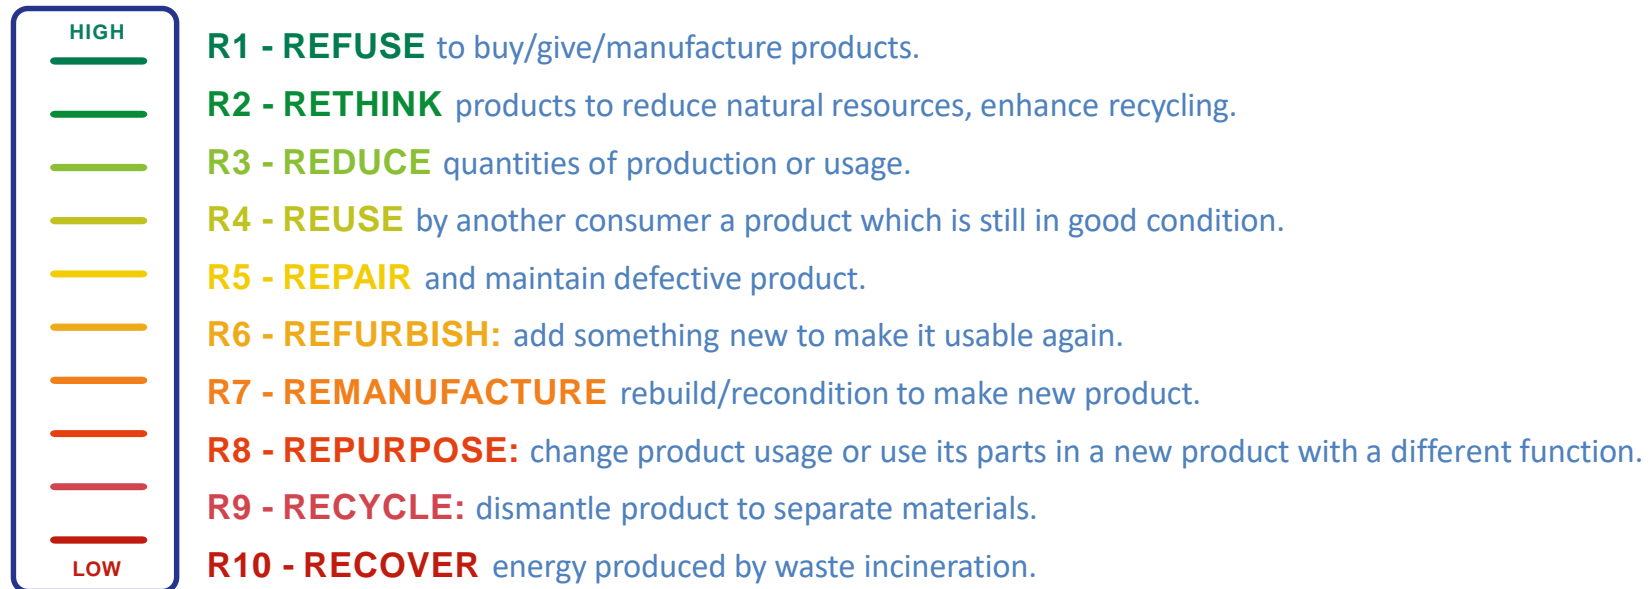 HIGH
R1 - REFUSE to buy/give/manufacture products.
R2 - RETHINK products to reduce natural resources, enhance recycling.
R3 - REDUCE quantities of production or usage.
R4 - REUSE by another consumer a product which is still in good condition.
R5 - REPAIR and maintain defective product.
R6 - REFURBISH: add something new to make it usable again.
R7 - REMANUFACTURE rebuild/recondition to make new product.
R8 - REPURPOSE: change product usage or use its parts in a new product with a different function.
R9 - RECYCLE: dismantle product to separate materials.
LOW
R10 - RECOVER energy produced by waste incineration.